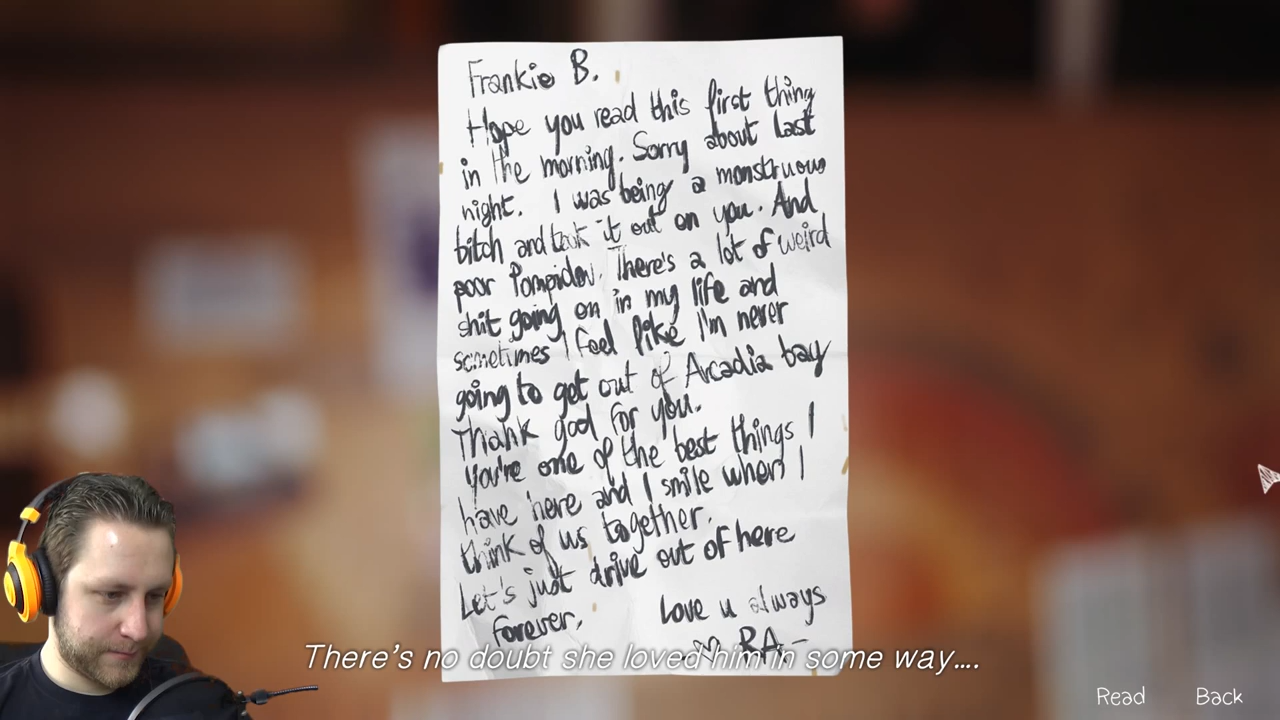 Frankie B.
Hope you read this first thing
in the morning. Sorry about last
night. I was being a monstruous
bitch and took it out on you. And
poor Pompidou. There's a lot of weird
shit going on in my life and
sometimes I feel like I'm never
going to get out of Arcadia bay
Thank god for you.
You're one of the best things I
have here and I smile when I
think of us together.
Let's just drive out of here
forever.
Love u always
RA -
There's no doubt she loved him in some way....
Read
Back